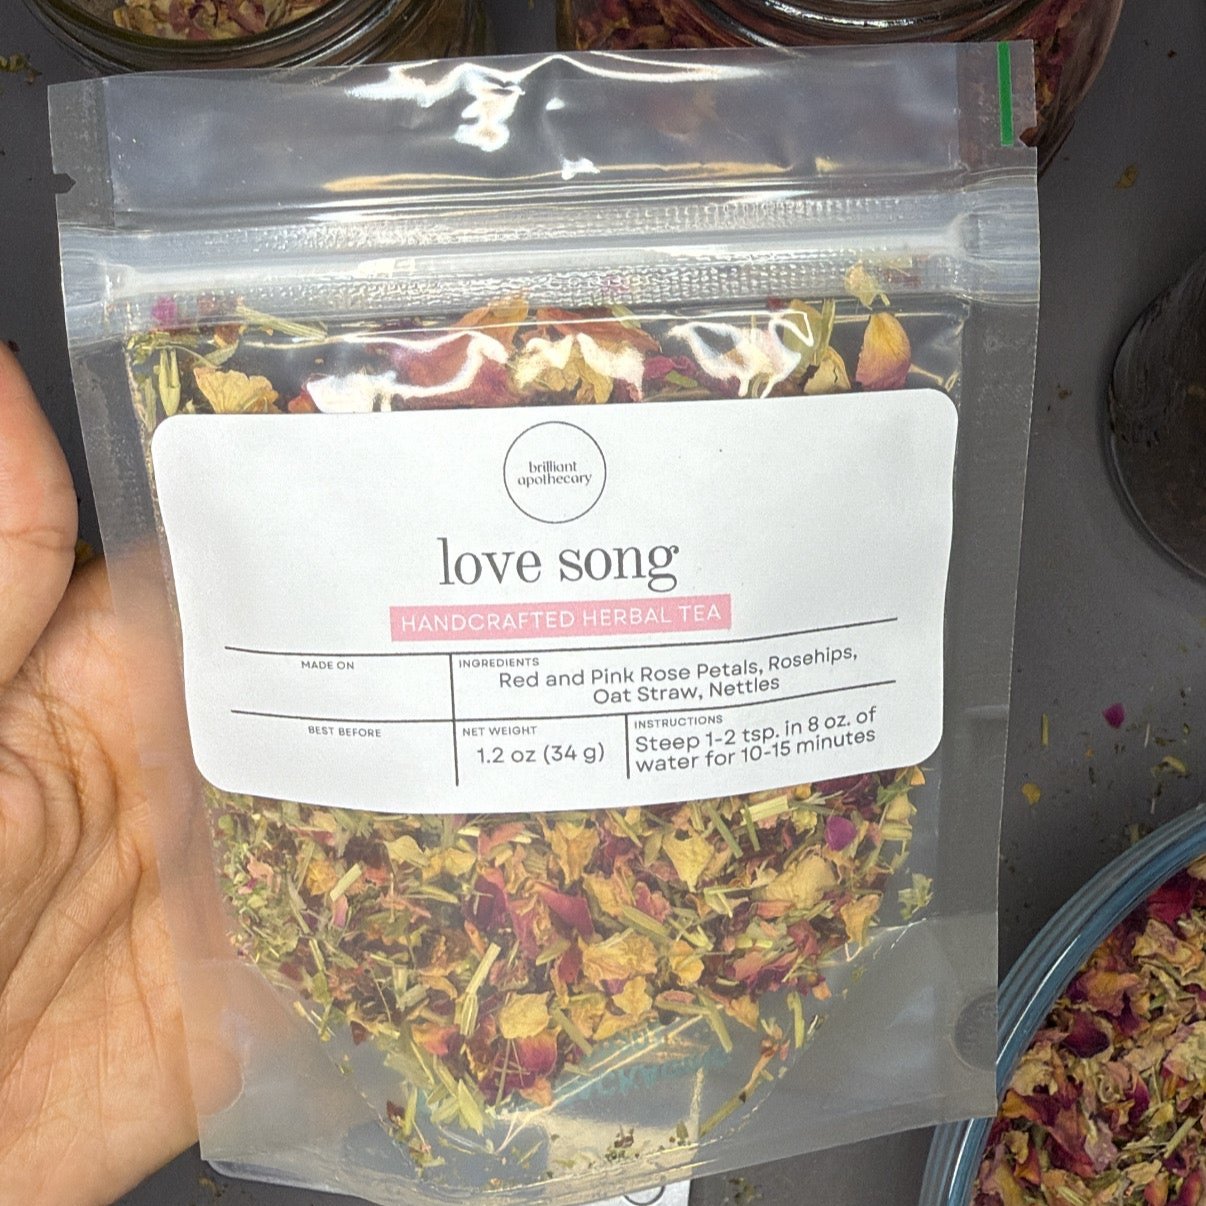 brilliant
apothecary
love song
HANDCRAFTED HERBAL TEA
MADE ON
INGREDIENTS
Red and Pink Rose Petals, Rosehips,
Oat Straw, Nettles
BEST BEFORE
NET WEIGHT
1.2 oz (34 g)
INSTRUCTIONS
Steep 1-2 tsp. in 8 oz. of
water for 10-15 minutes